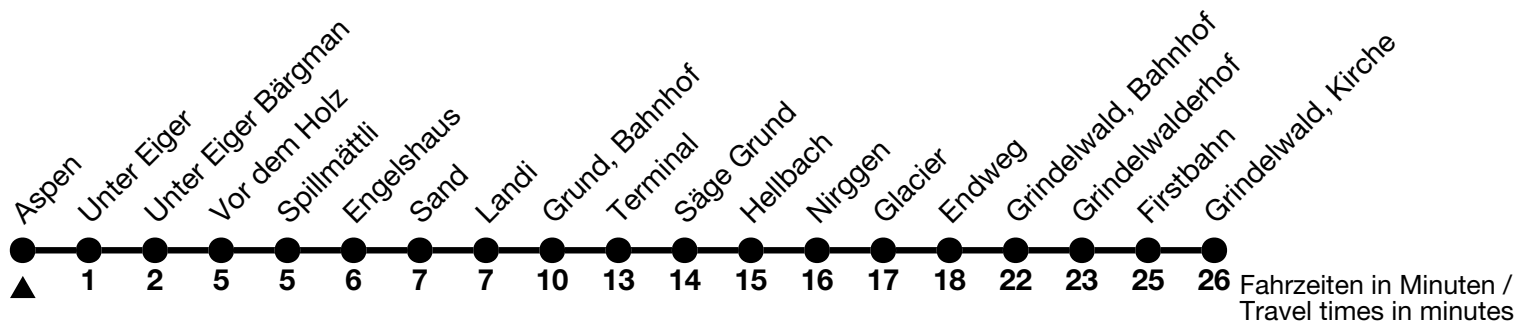 Aspen
Unter Eiger
Unter Eiger Bärgman
Vor dem Holz
Spillmättli
Engelshaus
Sand
Landi
Grund, Bahnhof
Terminal
Säge Grund
Hellbach
Nirggen
Glacier
Endweg
Grindelwald, Bahnhof
Grindelwalderhof
Firstbahn
Grindelwald, Kirche
1 2 5 5 6 7 7 10 13 14 15 16 17 18 22 23 25 26
Fahrzeiten in Minuten /
Travel times in minutes